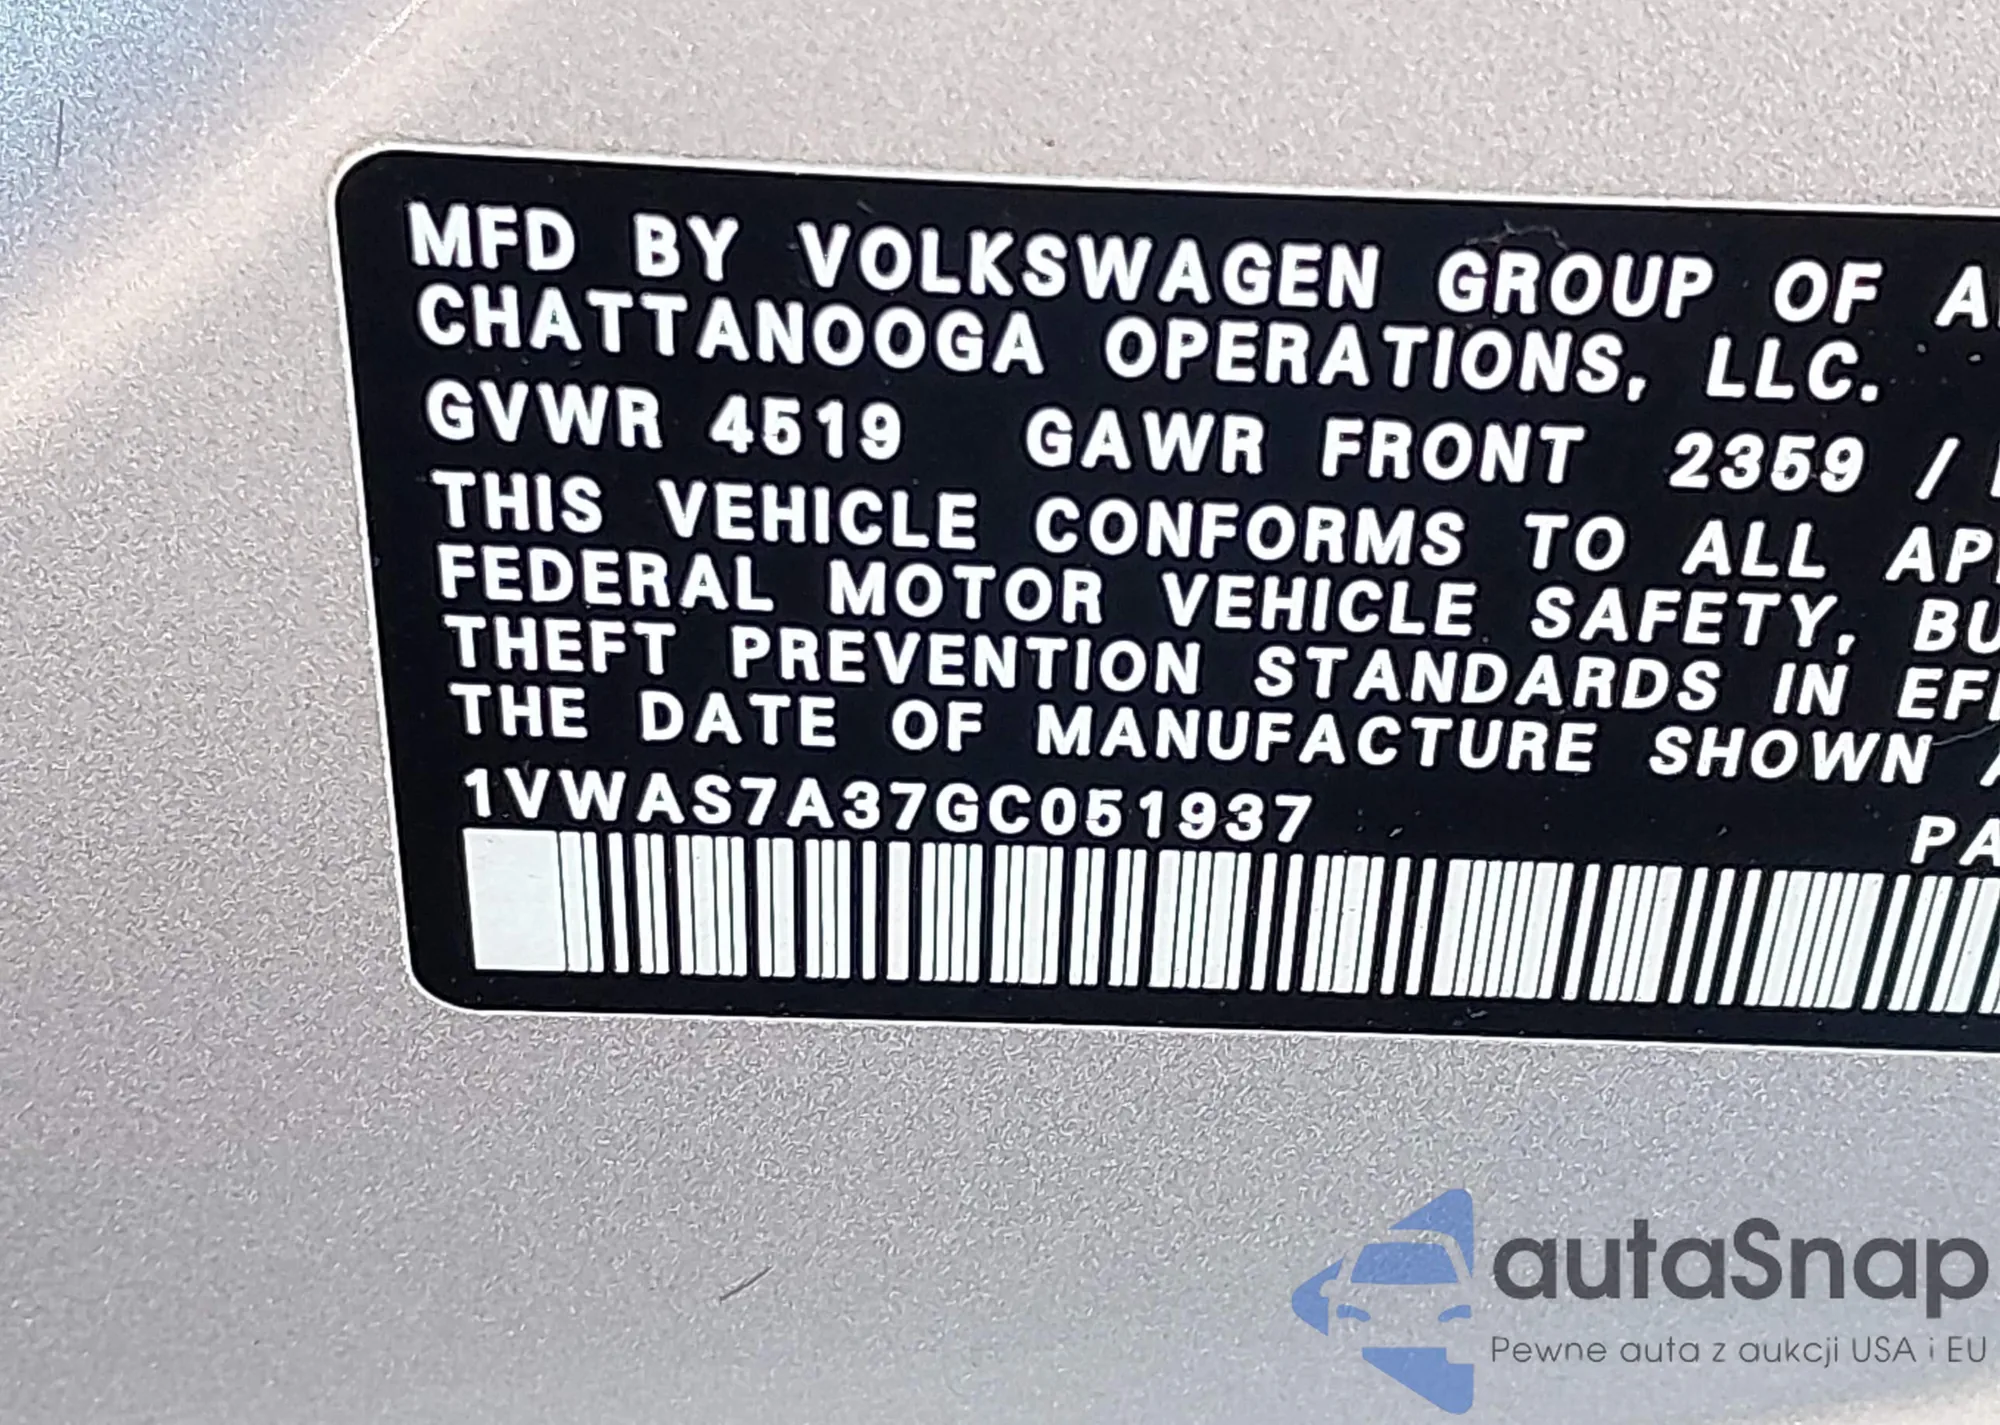 MFD BY VOLKSWAGEN GROUP OF A
CHATTANOOGA OPERATIONS, LLC.
GVWR 4519 GAWR FRONT 2359 /
THIS VEHICLE CONFORMS TO ALL AP
FEDERAL MOTOR VEHICLE SAFETY, BU
THEFT PREVENTION STANDARDS IN EFF
THE DATE OF MANUFACTURE SHOWN A
1VWAS7A37GC051937 PA
autaSnap
Pewne auta z aukcji USA i EU